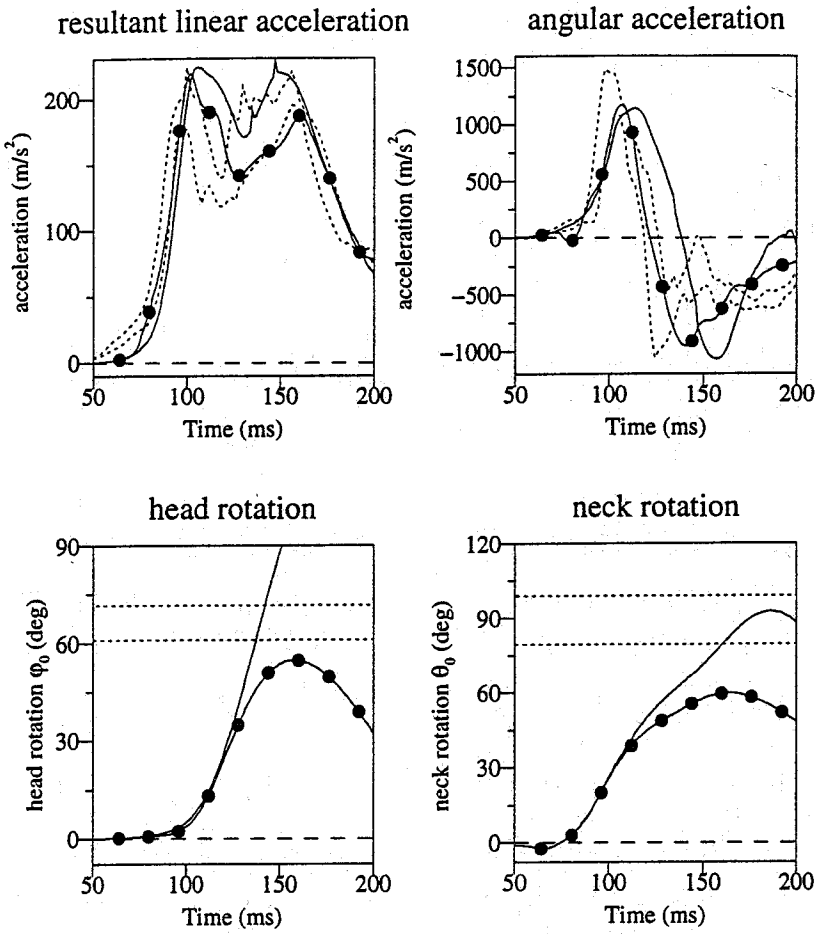 resultant linear acceleration
angular acceleration
acceleration (m/s²)
200
100
0
50 100 150 200
Time (ms)
acceleration (m/s²)
1500
1000
500
0
−500
−1000
50 100 150 200
Time (ms)
head rotation
neck rotation
head rotation φ₀ (deg)
90
60
30
0
50 100 150 200
Time (ms)
neck rotation θ₀ (deg)
120
90
60
30
0
50 100 150 200
Time (ms)